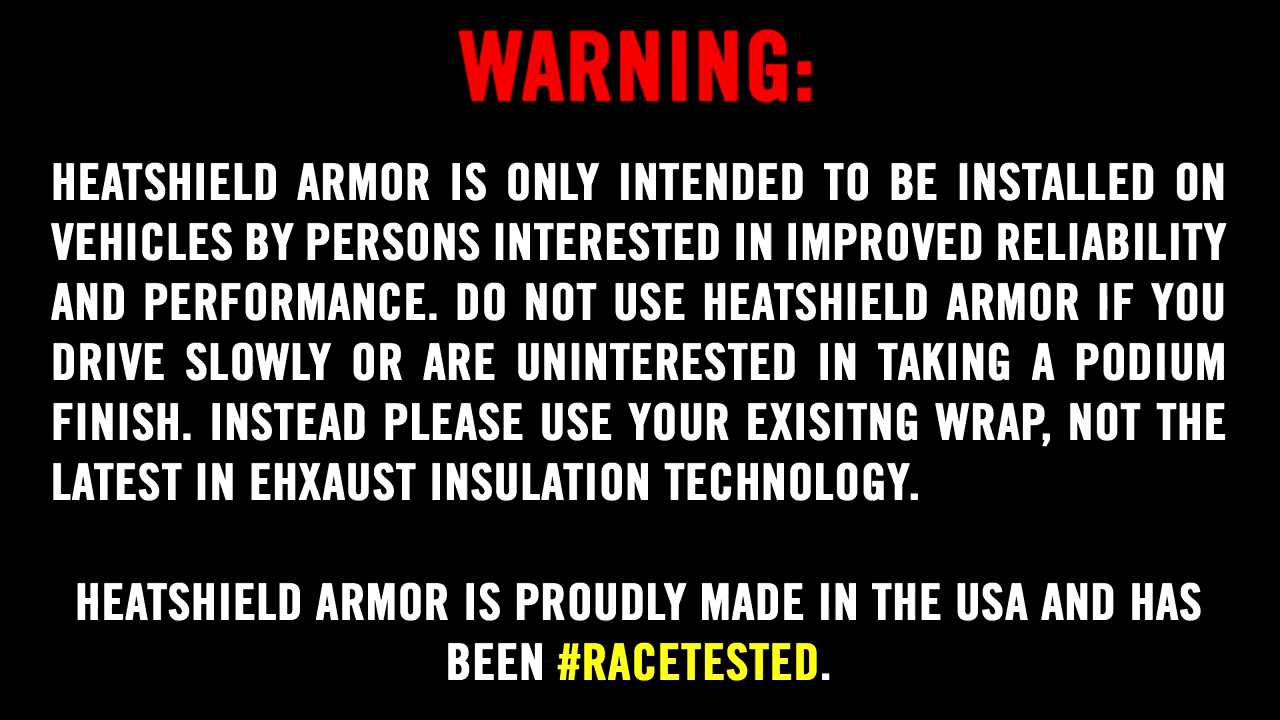 WARNING:
HEATSHIELD ARMOR IS ONLY INTENDED TO BE INSTALLED ON
VEHICLES BY PERSONS INTERESTED IN IMPROVED RELIABILITY
AND PERFORMANCE. DO NOT USE HEATSHIELD ARMOR IF YOU
DRIVE SLOWLY OR ARE UNINTERESTED IN TAKING A PODIUM
FINISH. INSTEAD PLEASE USE YOUR EXISITNG WRAP, NOT THE
LATEST IN EHXAUST INSULATION TECHNOLOGY.
HEATSHIELD ARMOR IS PROUDLY MADE IN THE USA AND HAS
BEEN #RACETESTED.